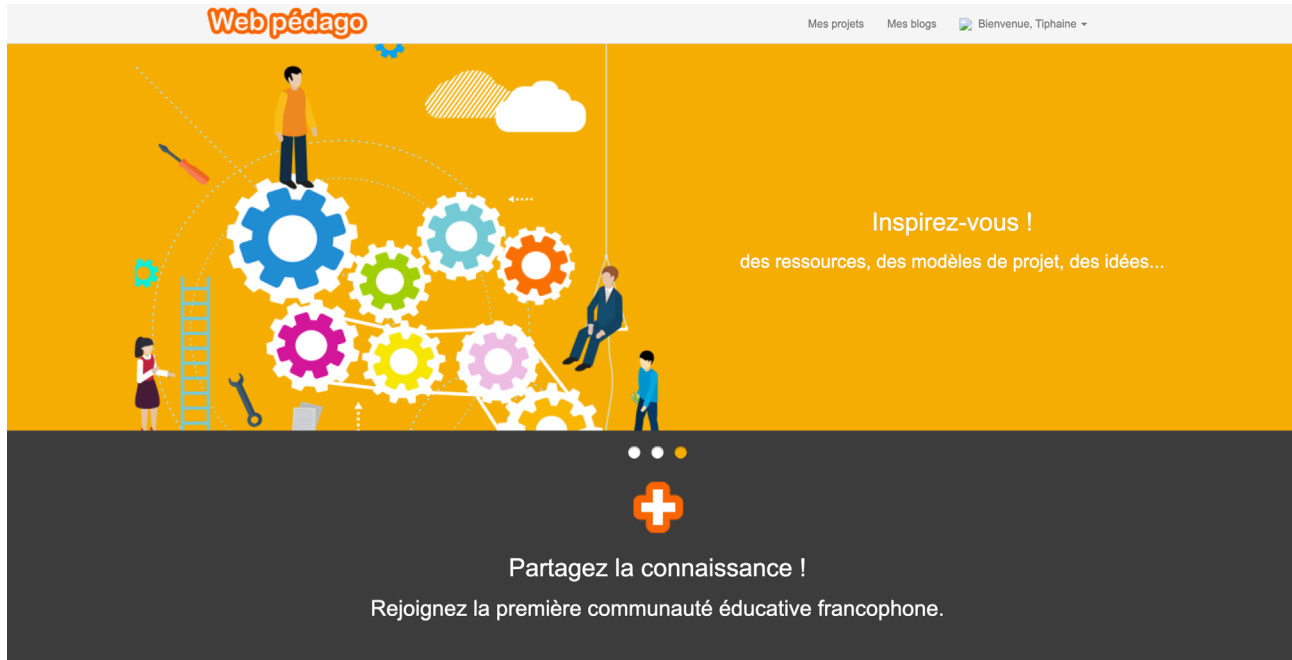 Web pédago
Mes projets Mes blogs Bienvenue, Tiphaine
Inspirez-vous !
des ressources, des modèles de projet, des idées...
Partagez la connaissance !
Rejoignez la première communauté éducative francophone.